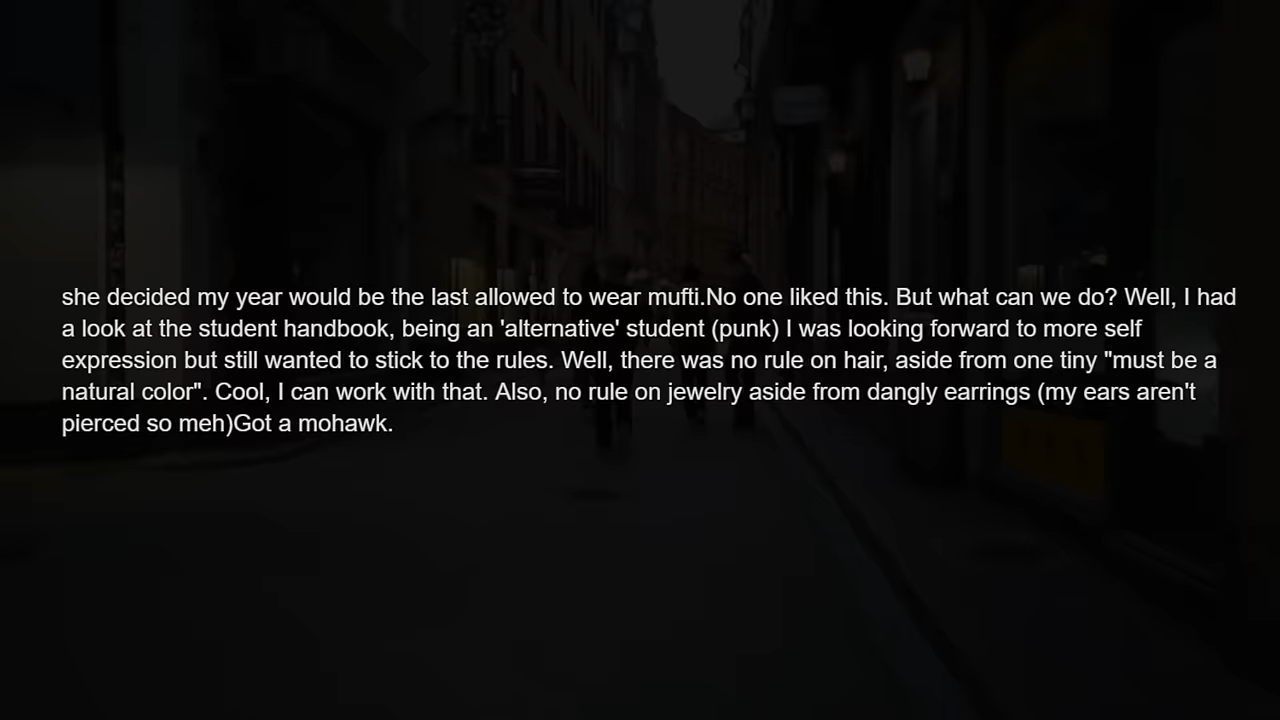 she decided my year would be the last allowed to wear mufti.No one liked this. But what can we do? Well, I had
a look at the student handbook, being an 'alternative' student (punk) I was looking forward to more self
expression but still wanted to stick to the rules. Well, there was no rule on hair, aside from one tiny "must be a
natural color". Cool, I can work with that. Also, no rule on jewelry aside from dangly earrings (my ears aren't
pierced so meh)Got a mohawk.